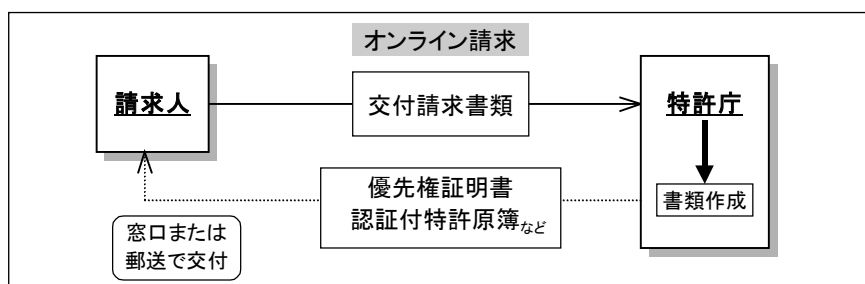 オンライン請求
請求人
交付請求書類
特許庁
書類作成
優先権証明書
認証付特許原簿など
窓口または
郵送で交付